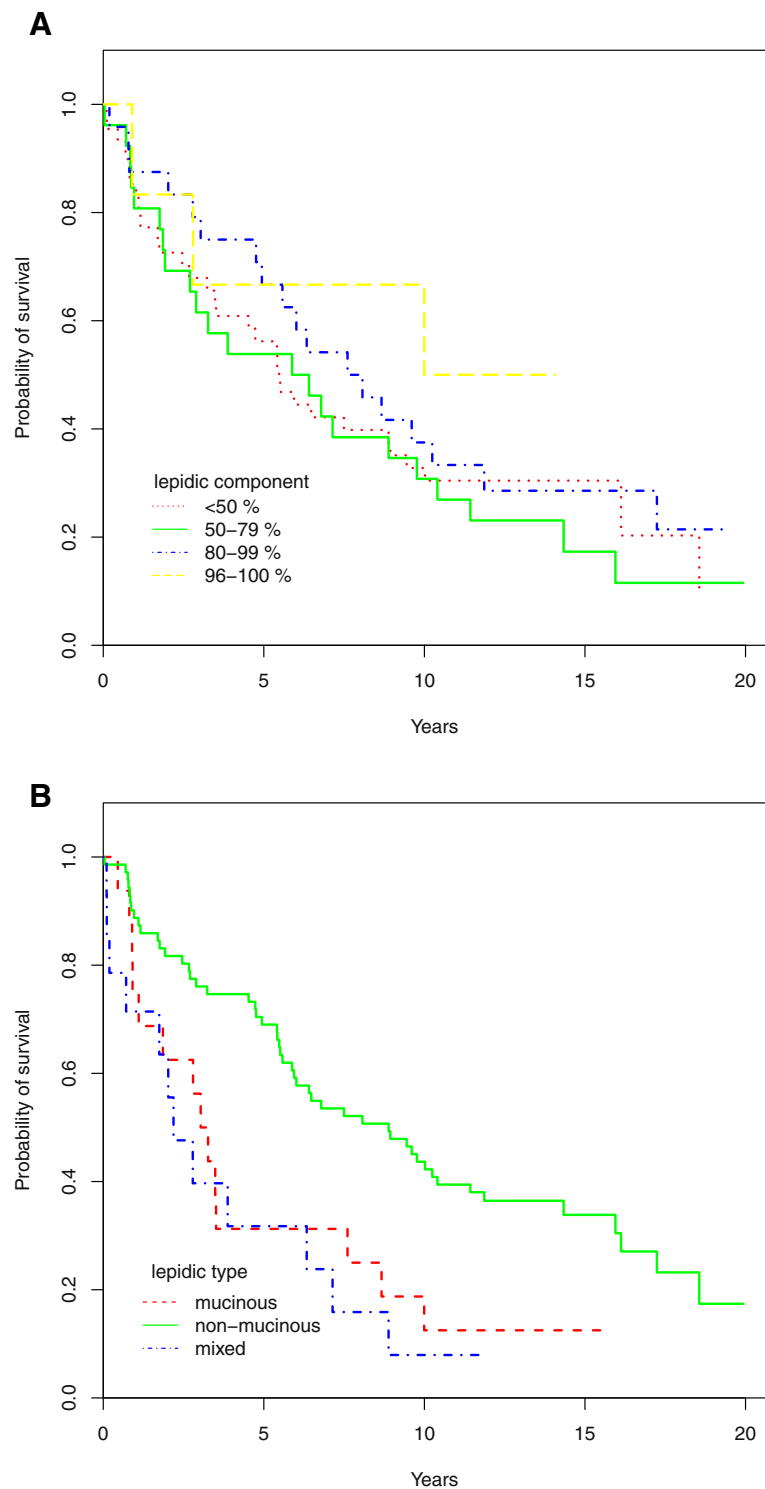 A
Probability of survival
1.0
0.8
0.6
0.4
0.2
0.0
lepidic component
<50 %
50–79 %
80–99 %
96–100 %
0 5 10 15 20
Years
B
Probability of survival
1.0
0.8
0.6
0.4
0.2
0.0
lepidic type
mucinous
non−mucinous
mixed
0 5 10 15 20
Years